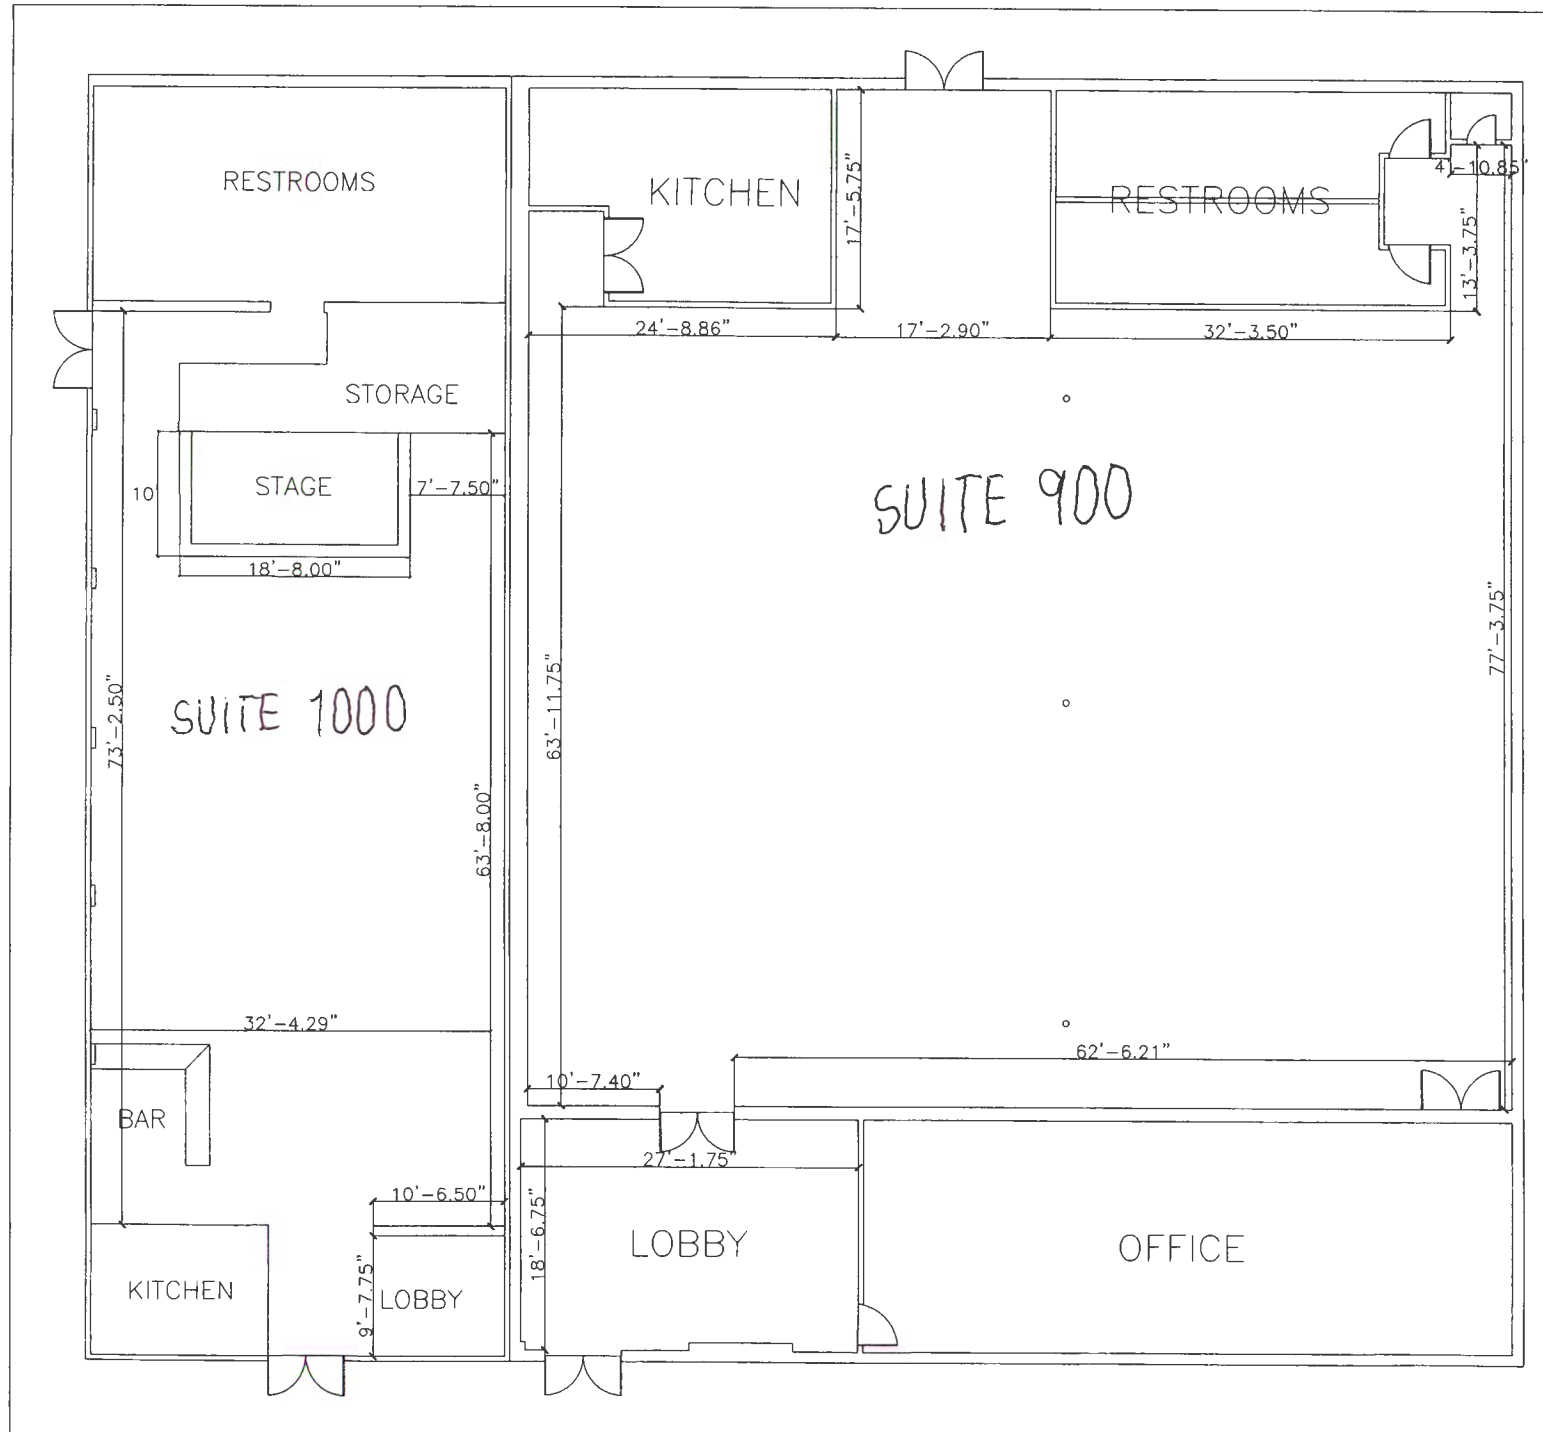 RESTROOMS
KITCHEN
17'-5.75"
RESTROOMS
4'-10.85"
13'-3.75"
24'-8.86"
17'-2.90"
32'-3.50"
STORAGE
STAGE
10'
7'-7.50"
18'-8.00"
SUITE 900
SUITE 1000
73'-2.50"
63'-8.00"
63'-11.75"
77'-3.75"
32'-4.29"
62'-6.21"
10'-7.40"
BAR
27'-1.75"
10'-6.50"
18'-6.75"
LOBBY
OFFICE
KITCHEN
9'-7.75"
LOBBY